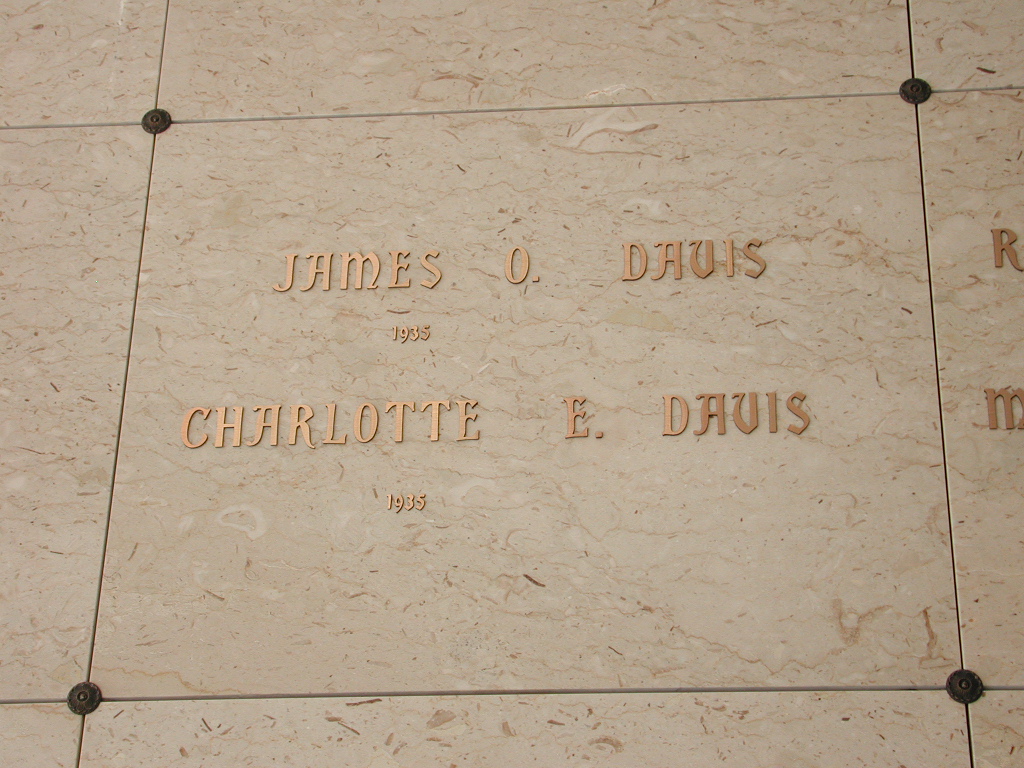 JAMES O. DAVIS
1935
CHARLOTTE E. DAVIS
1935